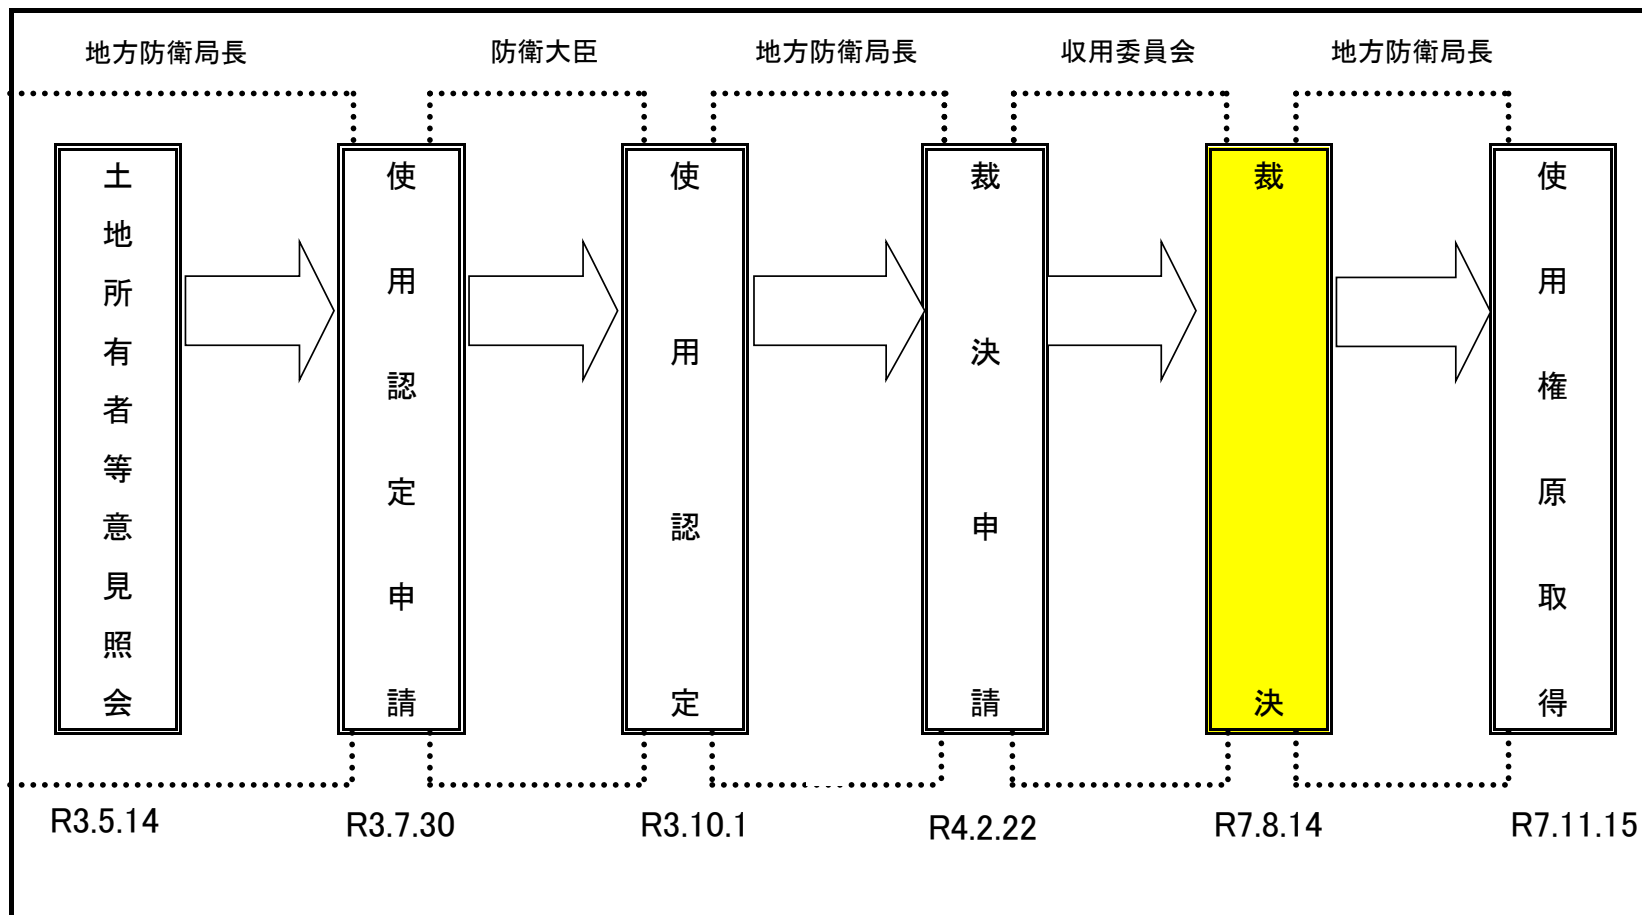 地方防衛局長
防衛大臣
地方防衛局長
収用委員会
地方防衛局長
土地所有者等意見照会
使用認定申請
使用認定
裁決申請
裁決
使用権原取得
R3.5.14
R3.7.30
R3.10.1
R4.2.22
R7.8.14
R7.11.15